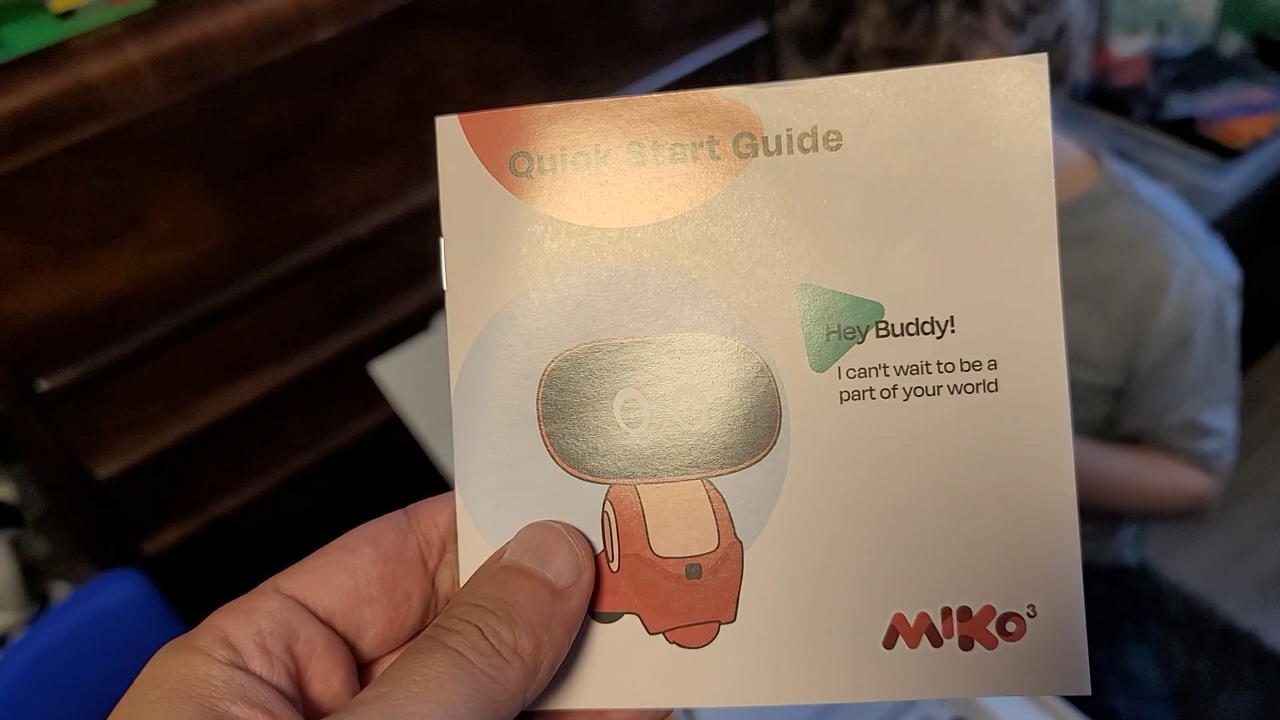 Quick Start Guide
Hey Buddy!
I can't wait to be a
part of your world
MIKO³